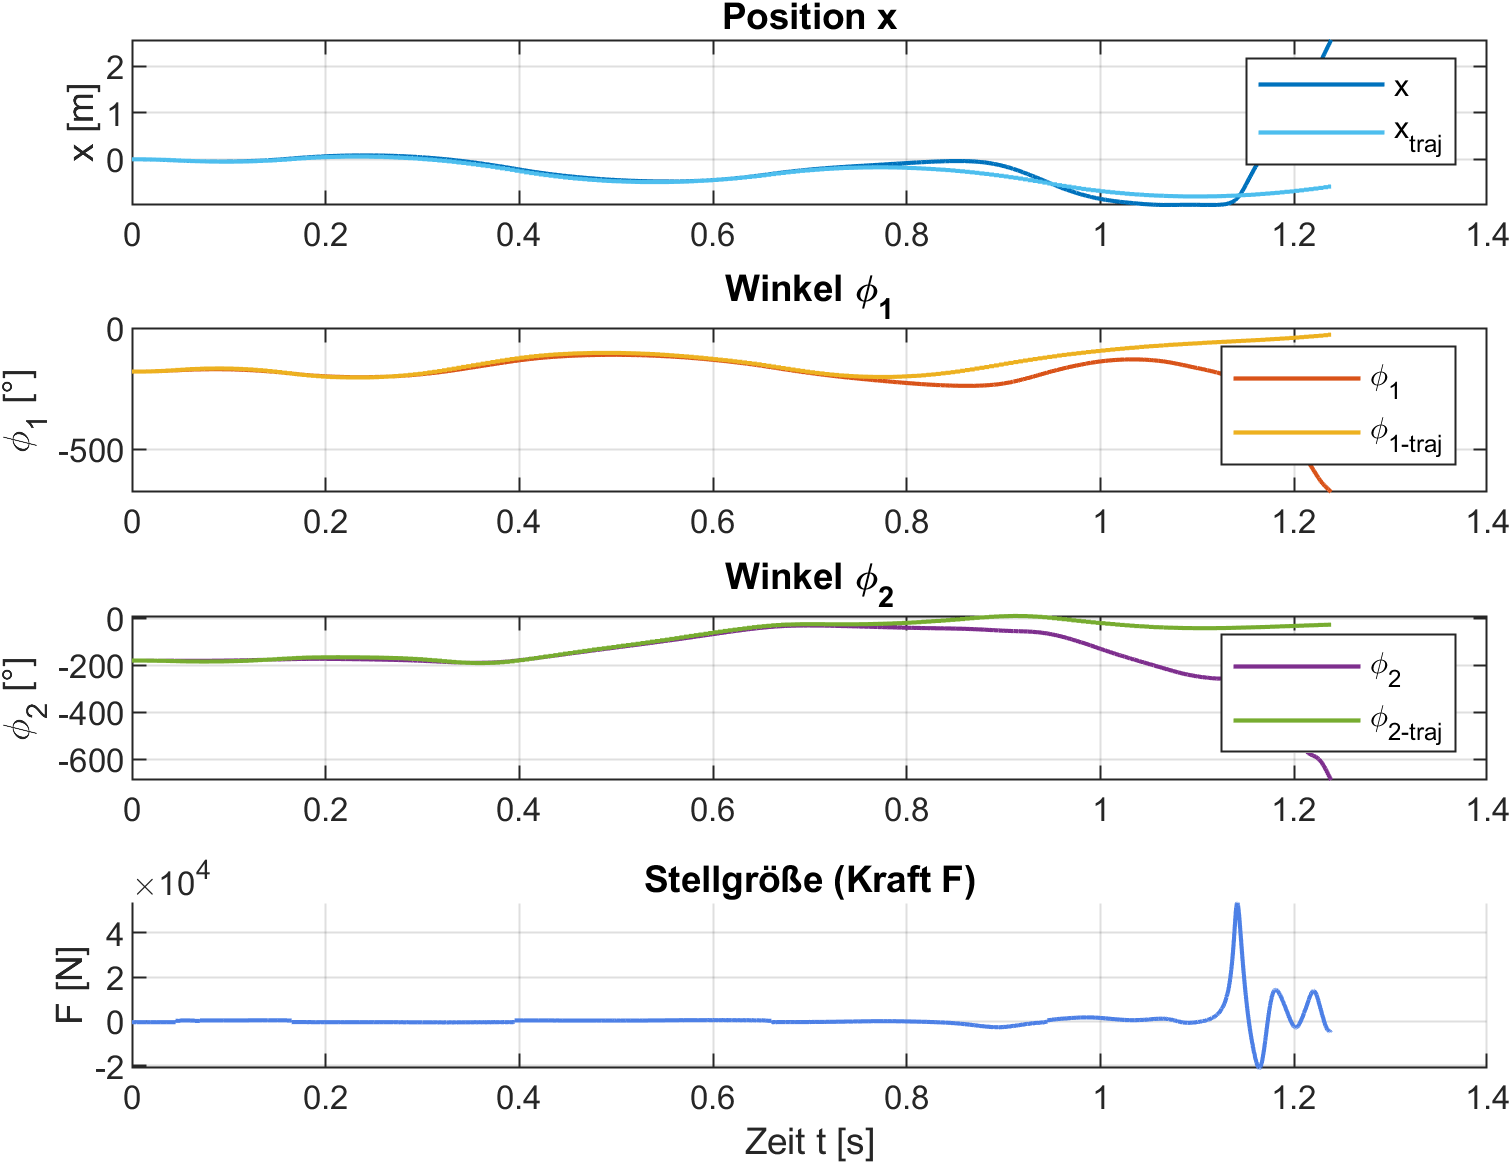 Position x
x [m]
2
1
0
x
x_traj
0 0.2 0.4 0.6 0.8 1 1.2 1.4
Winkel ϕ_1
ϕ_1 [°]
0
-500
ϕ_1
ϕ_1-traj
0 0.2 0.4 0.6 0.8 1 1.2 1.4
Winkel ϕ_2
ϕ_2 [°]
0
-200
-400
-600
ϕ_2
ϕ_2-traj
0 0.2 0.4 0.6 0.8 1 1.2 1.4
×10^4
Stellgröße (Kraft F)
F [N]
4
2
0
-2
0 0.2 0.4 0.6 0.8 1 1.2 1.4
Zeit t [s]